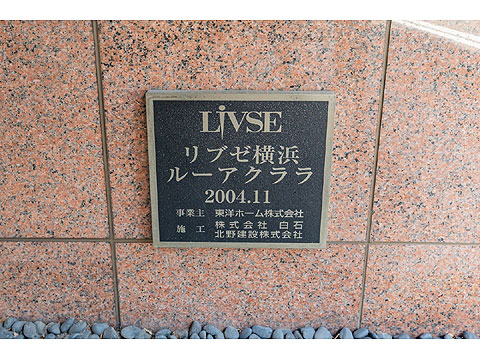 LiVSE
リブゼ横浜
ルーアクララ
2004.11
事業主 東洋ホーム株式会社
施工 株式会社 白石
北野建設株式会社